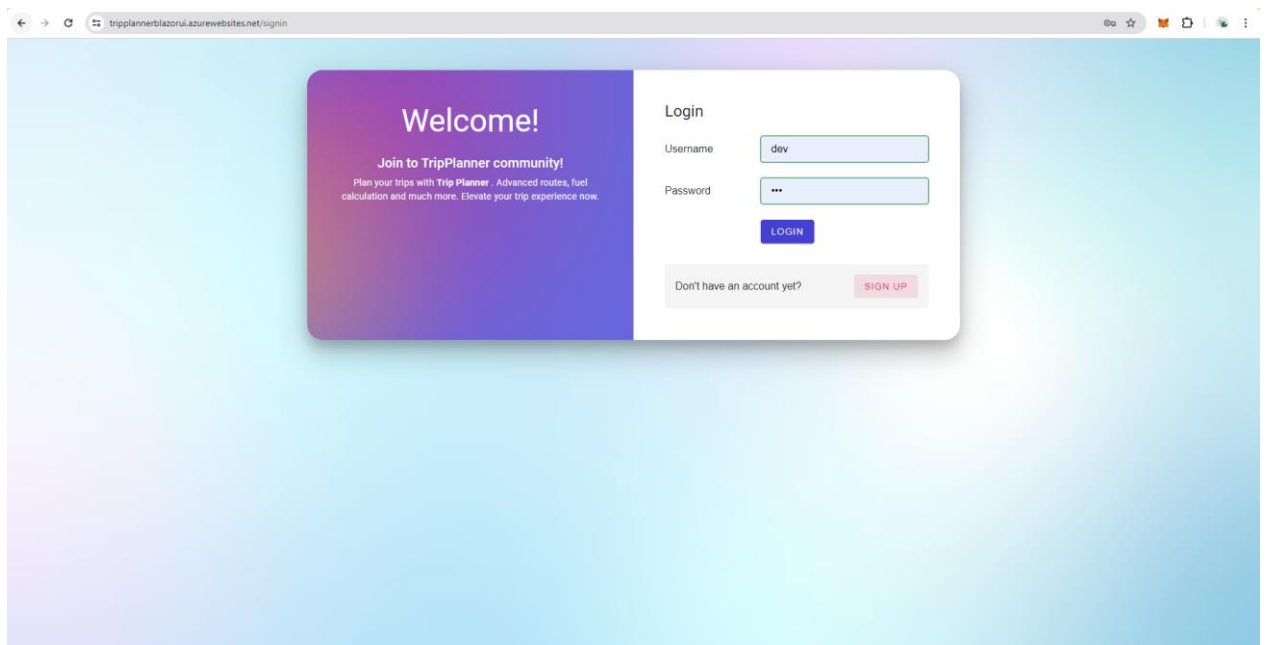 tripplannerblazorui.azurewebsites.net/signin
Welcome!
Join to TripPlanner community!
Plan your trips with Trip Planner . Advanced routes, fuel
calculation and much more. Elevate your trip experience now.
Login
Username
dev
Password
•••
LOGIN
Don't have an account yet?
SIGN UP